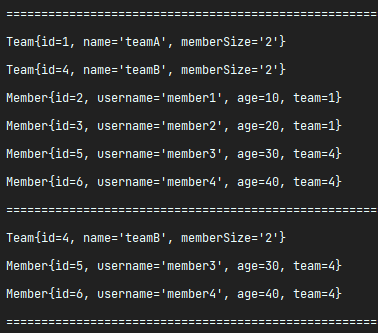 =====================================================
Team{id=1, name='teamA', memberSize='2'}
Team{id=4, name='teamB', memberSize='2'}
Member{id=2, username='member1', age=10, team=1}
Member{id=3, username='member2', age=20, team=1}
Member{id=5, username='member3', age=30, team=4}
Member{id=6, username='member4', age=40, team=4}
=====================================================
Team{id=4, name='teamB', memberSize='2'}
Member{id=5, username='member3', age=30, team=4}
Member{id=6, username='member4', age=40, team=4}
=====================================================